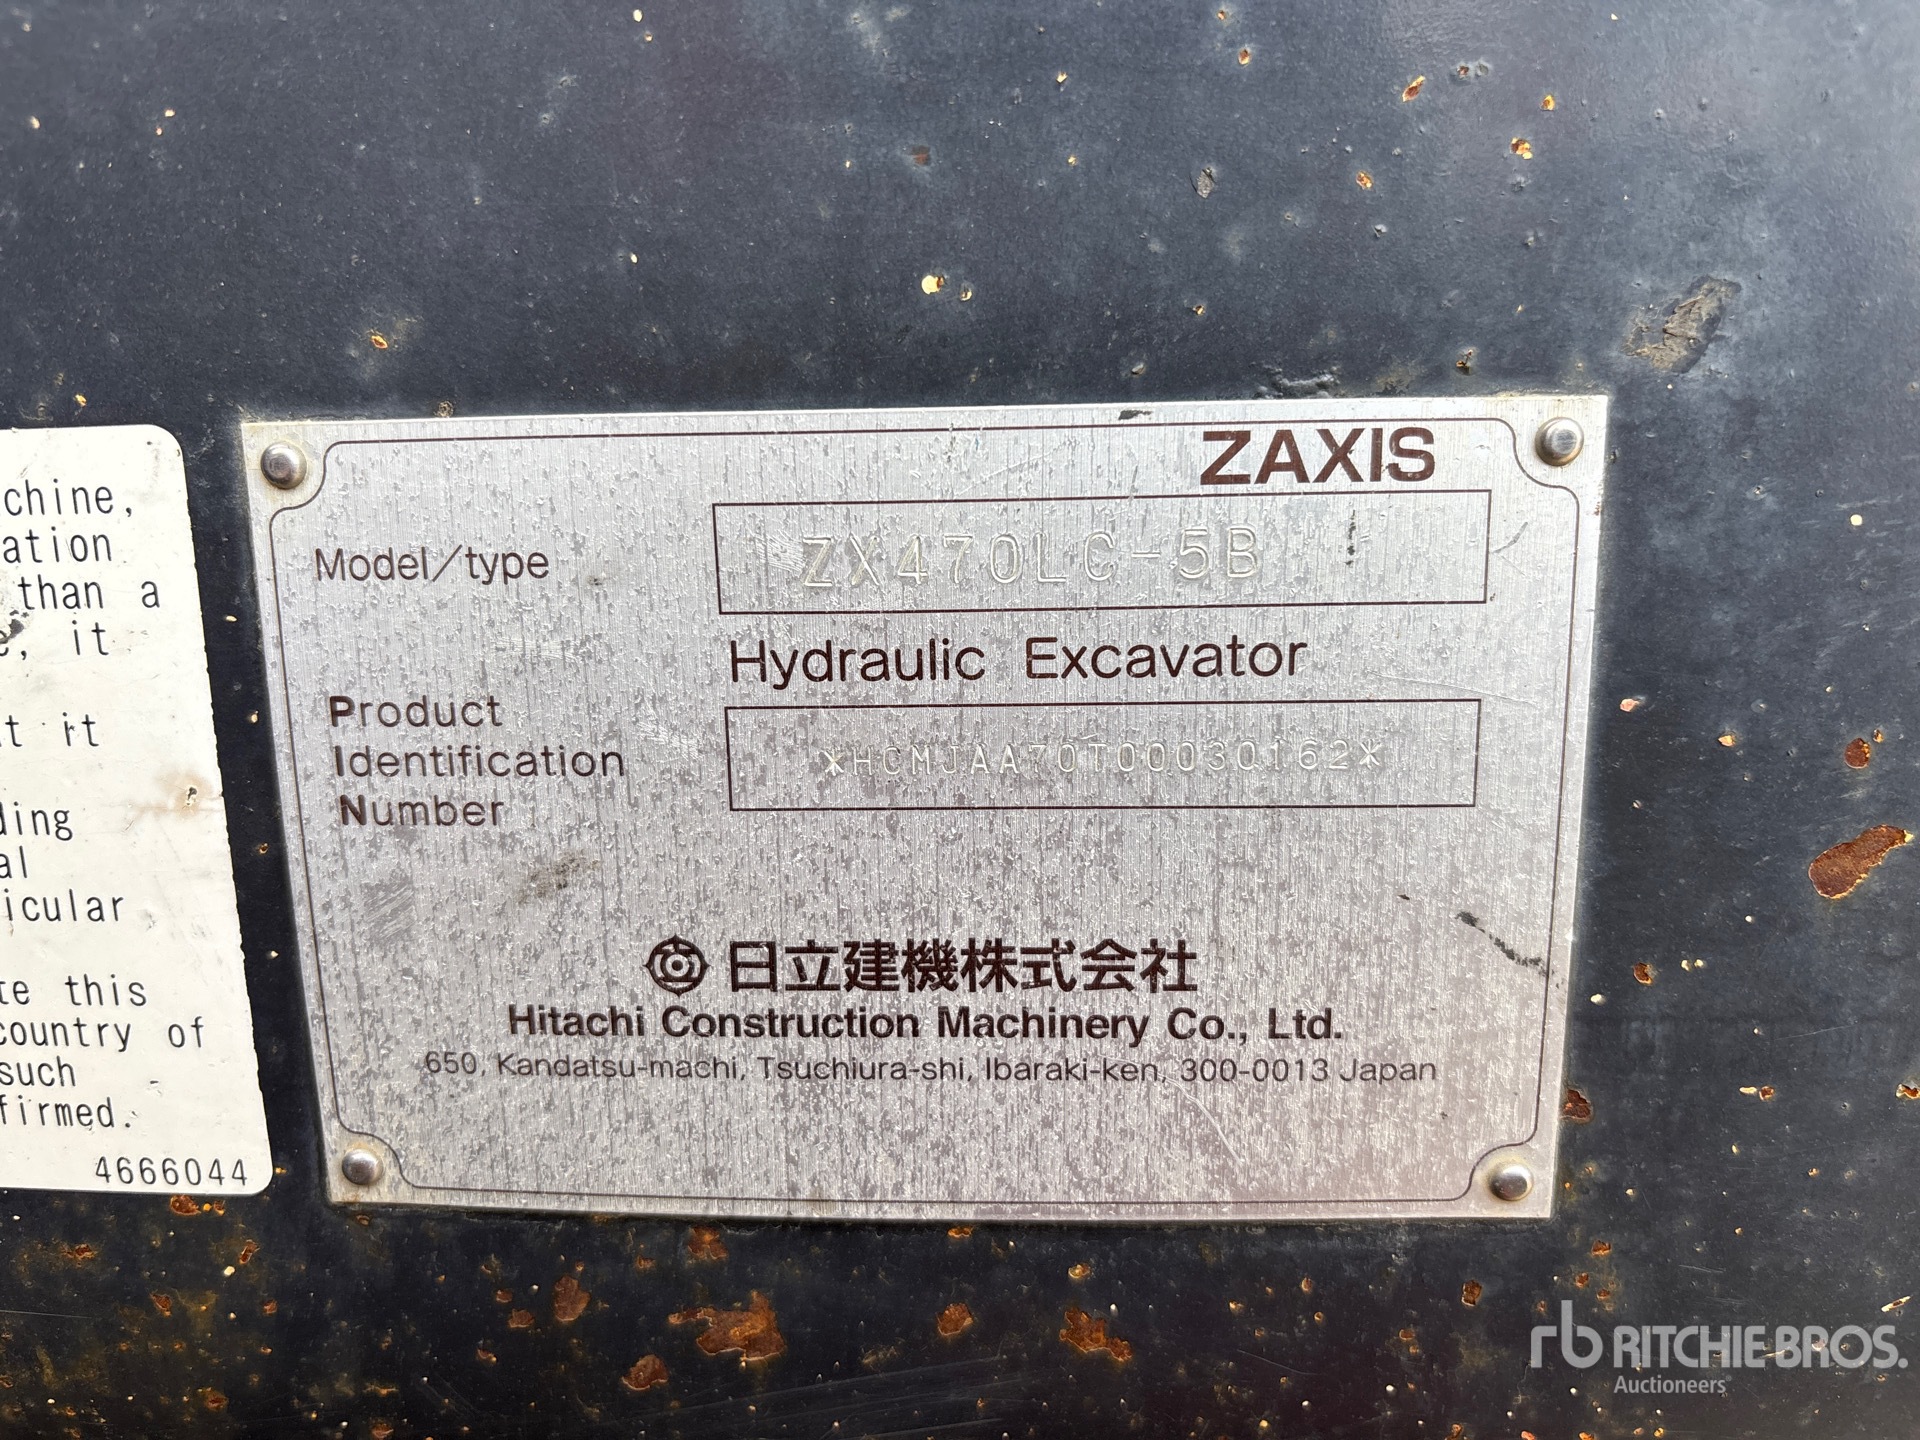 chine,
ation
than a
e, it
t it
ding
al
icular
te this
country of
such
firmed.
4666044
ZAXIS
Model/type
ZX470LC-5B
Hydraulic Excavator
Product
Identification
Number
*HCMJAA70T00030162*
日立建機株式会社
Hitachi Construction Machinery Co., Ltd.
650, Kandatsu-machi, Tsuchiura-shi, Ibaraki-ken, 300-0013 Japan
rb RITCHIE BROS.
Auctioneers